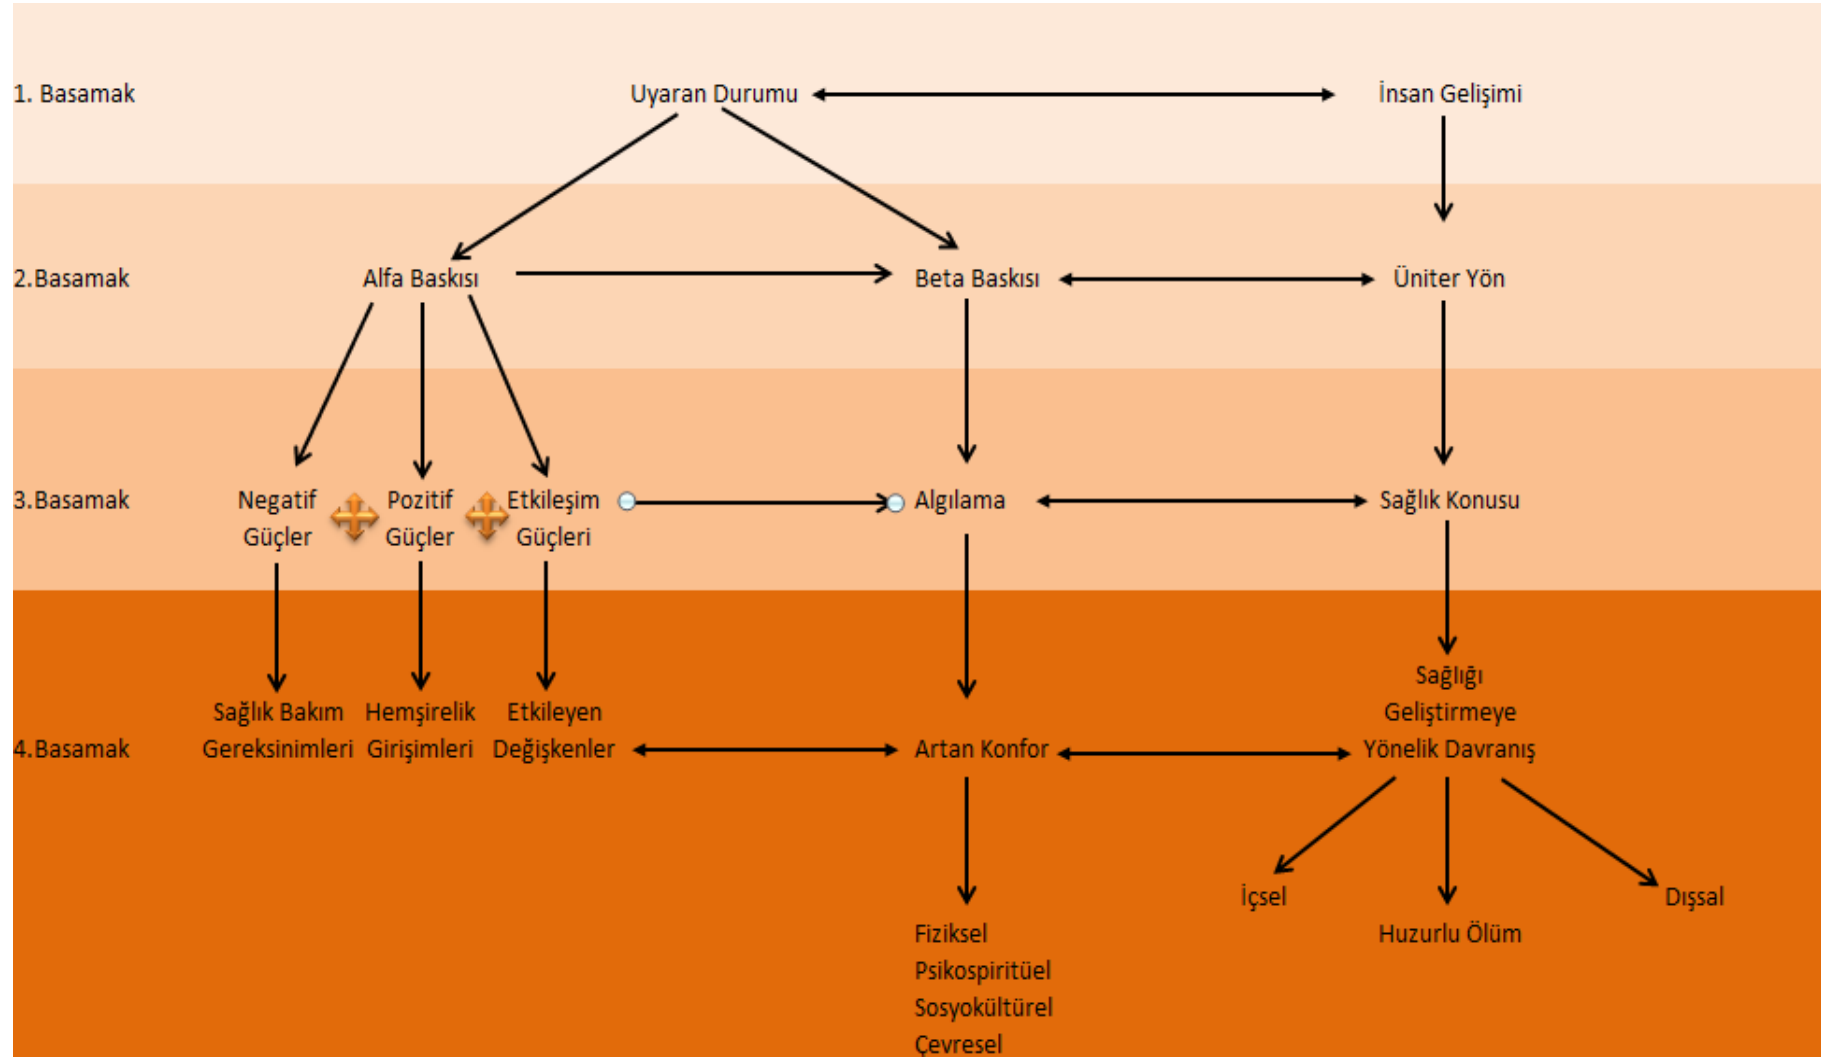 1. Basamak
Uyaran Durumu
İnsan Gelişimi
2.Basamak
Alfa Baskısı
Beta Baskısı
Üniter Yön
3.Basamak
Negatif
Güçler
Pozitif
Güçler
Etkileşim
Güçleri
Algılama
Sağlık Konusu
4.Basamak
Sağlık Bakım
Gereksinimleri
Hemşirelik
Girişimleri
Etkileyen
Değişkenler
Artan Konfor
Sağlığı
Geliştirmeye
Yönelik Davranış
İçsel
Huzurlu Ölüm
Dışsal
Fiziksel
Psikospiritüel
Sosyokültürel
Çevresel